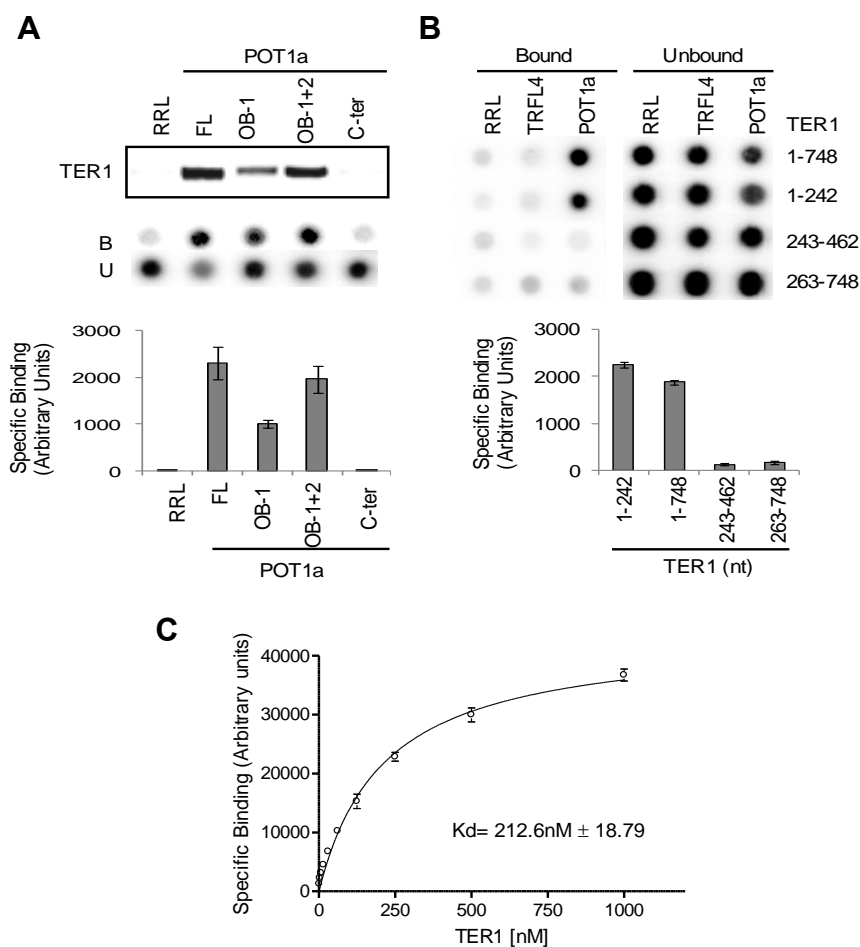 A
POT1a
RRL
FL
OB-1
OB-1+2
C-ter
TER1
B
U
Specific Binding
(Arbitrary Units)
3000
2000
1000
0
RRL
FL
OB-1
OB-1+2
C-ter
POT1a
B
Bound
Unbound
RRL
TRFL4
POT1a
RRL
TRFL4
POT1a
TER1
1-748
1-242
243-462
263-748
Specific Binding
(Arbitrary Units)
3000
2000
1000
0
1-242
1-748
243-462
263-748
TER1 (nt)
C
Specific Binding (Arbitrary units)
40000
30000
20000
10000
0
Kd= 212.6nM ± 18.79
0
250
500
750
1000
TER1 [nM]